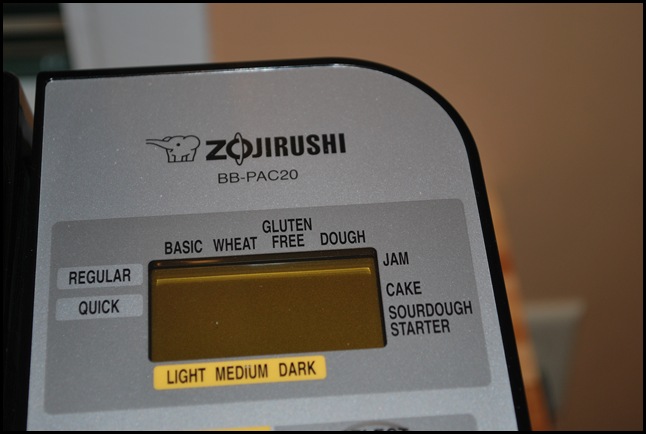 ZOJIRUSHI
BB-PAC20
BASIC WHEAT GLUTEN FREE DOUGH
JAM
REGULAR
CAKE
QUICK
SOURDOUGH
STARTER
LIGHT MEDIUM DARK